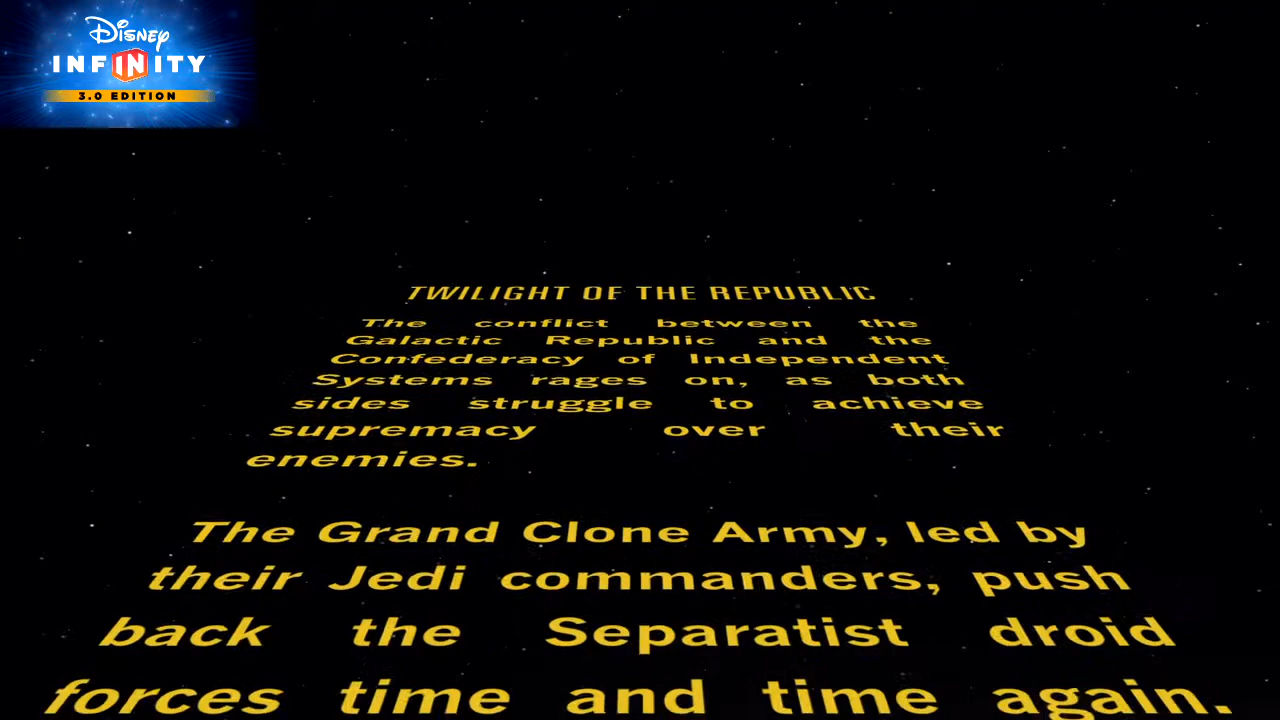 Disney
INFINITY
3.0 EDITION
TWILIGHT OF THE REPUBLIC
The conflict between the
Galactic Republic and the
Confederacy of Independent
Systems rages on, as both
sides struggle to achieve
supremacy over their
enemies.
The Grand Clone Army, led by
their Jedi commanders, push
back the Separatist droid
forces time and time again.